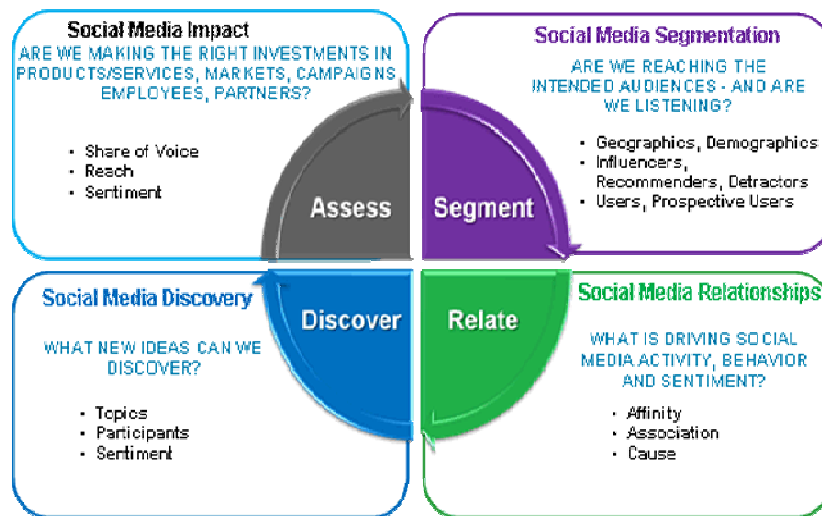 Social Media Impact
ARE WE MAKING THE RIGHT INVESTMENTS IN
PRODUCTS/SERVICES, MARKETS, CAMPAIGNS
EMPLOYEES, PARTNERS?
• Share of Voice
• Reach
• Sentiment
Assess
Social Media Segmentation
ARE WE REACHING THE
INTENDED AUDIENCES - AND ARE
WE LISTENING?
• Geographics, Demographics
• Influencers,
Recommenders, Detractors
• Users, Prospective Users
Segment
Social Media Discovery
WHAT NEW IDEAS CAN WE
DISCOVER?
• Topics
• Participants
• Sentiment
Discover
Social Media Relationships
WHAT IS DRIVING SOCIAL
MEDIA ACTIVITY, BEHAVIOR
AND SENTIMENT?
• Affinity
• Association
• Cause
Relate